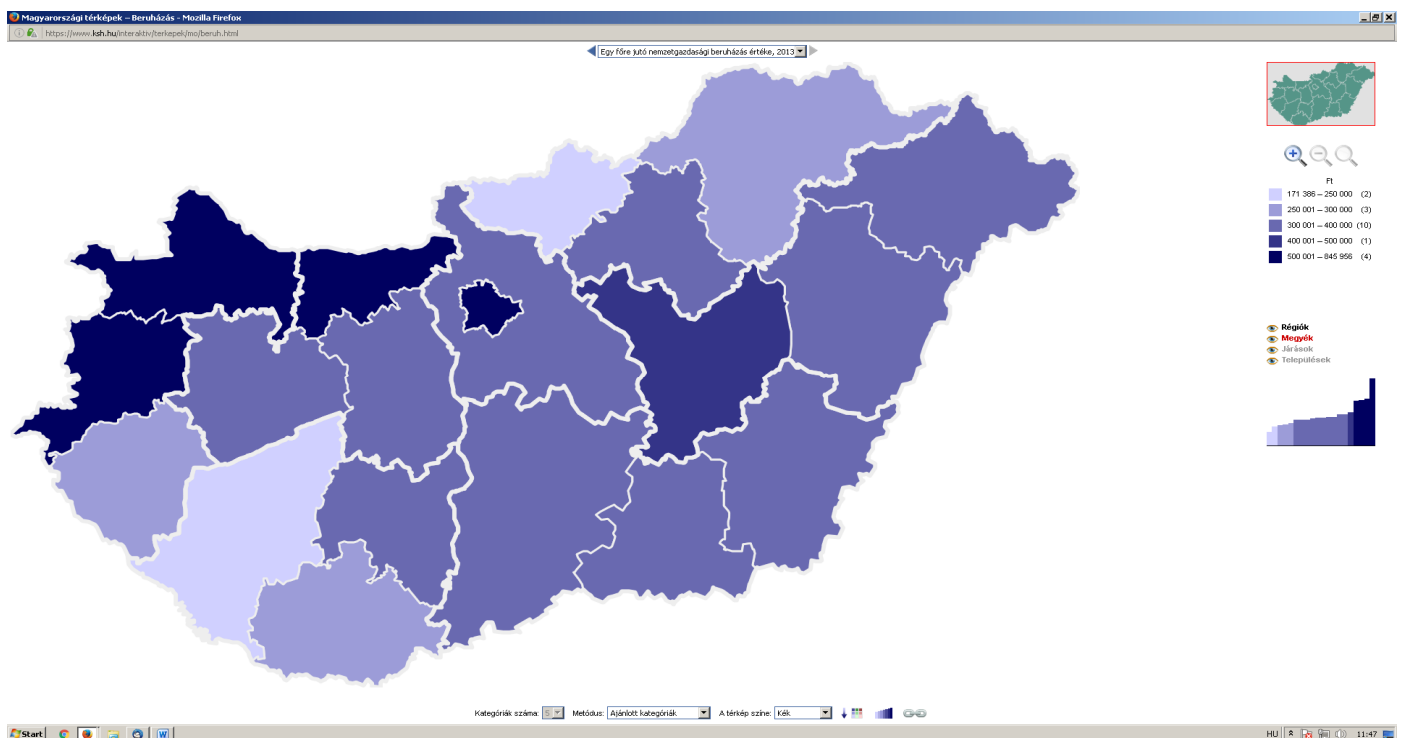 Magyarországi térképek – Beruházás - Mozilla Firefox
https://www.ksh.hu/interaktiv/terkepek/mo/beruh.html
Egy főre jutó nemzetgazdasági beruházás értéke, 2013
Ft
171 386 – 250 000 (2)
250 001 – 300 000 (3)
300 001 – 400 000 (10)
400 001 – 500 000 (1)
500 001 – 845 956 (4)
Régiók
Megyék
Járások
Települések
Kategóriák száma: 5 Metódus: Ajánlott kategóriák A térkép színe: Kék
Start HU 11:47